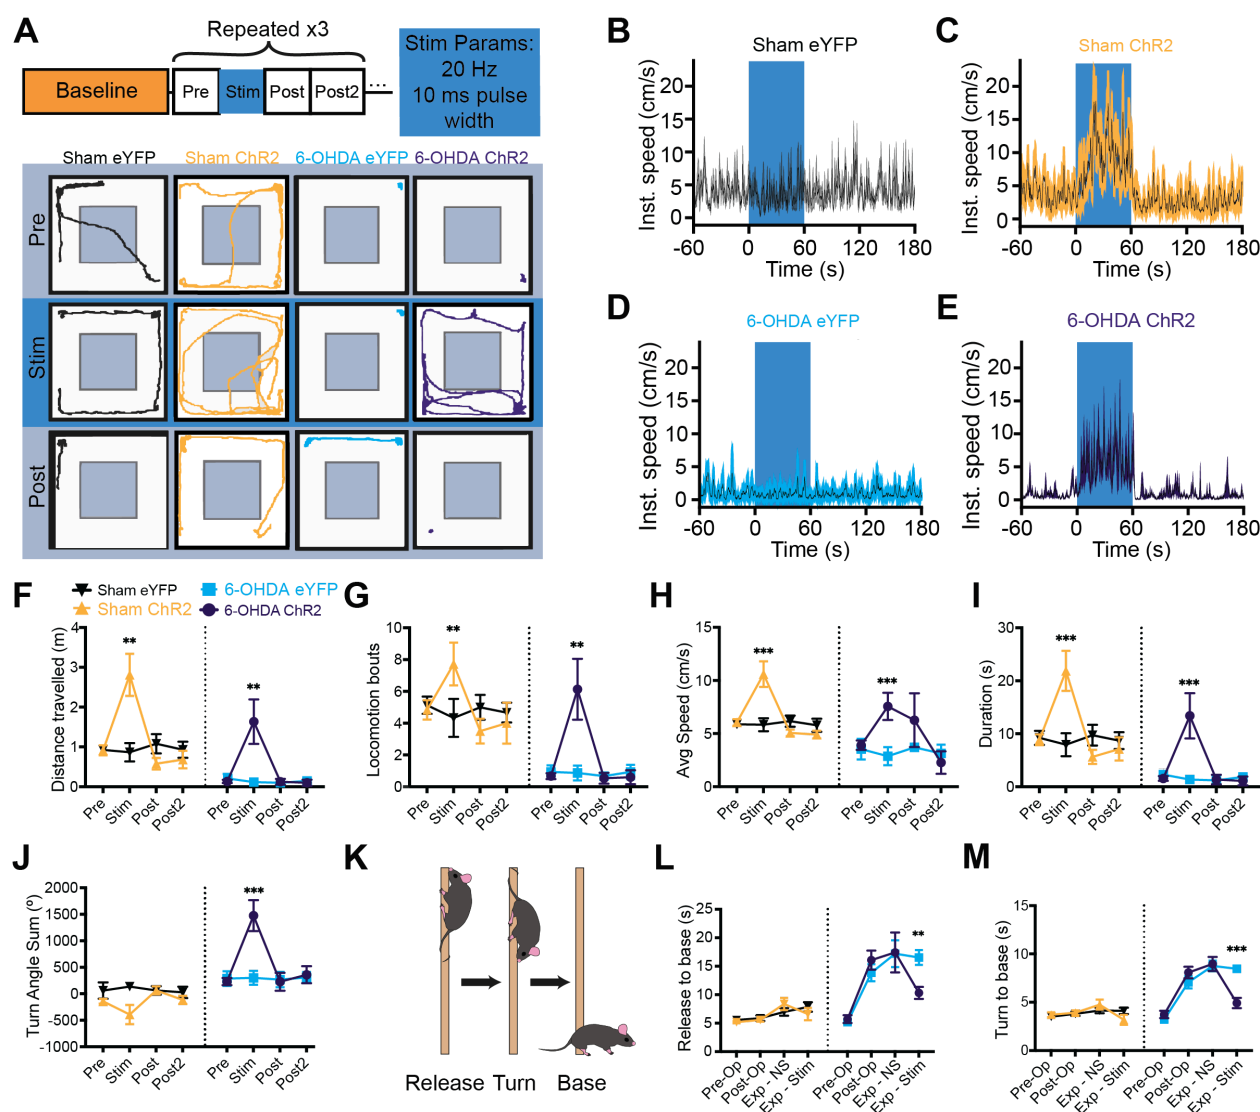 A
Repeated x3
Baseline
Pre
Stim
Post
Post2
...
Stim Params:
20 Hz
10 ms pulse
width
Sham eYFP
Sham ChR2
6-OHDA eYFP
6-OHDA ChR2
Pre
Stim
Post
B
Sham eYFP
Inst. speed (cm/s)
20
15
10
5
0
-60 0 60 120 180
Time (s)
C
Sham ChR2
Inst. speed (cm/s)
20
15
10
5
0
-60 0 60 120 180
Time (s)
D
6-OHDA eYFP
Inst. speed (cm/s)
20
15
10
5
0
-60 0 60 120 180
Time (s)
E
6-OHDA ChR2
Inst. speed (cm/s)
20
15
10
5
0
-60 0 60 120 180
Time (s)
F
Sham eYFP
Sham ChR2
6-OHDA eYFP
6-OHDA ChR2
Distance travelled (m)
4
3
2
1
0
**
**
Pre Stim Post Post2 Pre Stim Post Post2
G
Locomotion bouts
10
8
6
4
2
0
**
**
Pre Stim Post Post2 Pre Stim Post Post2
H
Avg Speed (cm/s)
15
10
5
0
***
***
Pre Stim Post Post2 Pre Stim Post Post2
I
Duration (s)
30
20
10
0
***
***
Pre Stim Post Post2 Pre Stim Post Post2
J
Turn Angle Sum (º)
2000
1500
1000
500
0
-500
-1000
***
Pre Stim Post Post2 Pre Stim Post Post2
K
Release Turn Base
L
Release to base (s)
25
20
15
10
5
0
**
Pre-Op Post-Op Exp - NS Exp - Stim Pre-Op Post-Op Exp - NS Exp - Stim
M
Turn to base (s)
15
10
5
0
***
Pre-Op Post-Op Exp - NS Exp - Stim Pre-Op Post-Op Exp - NS Exp - Stim